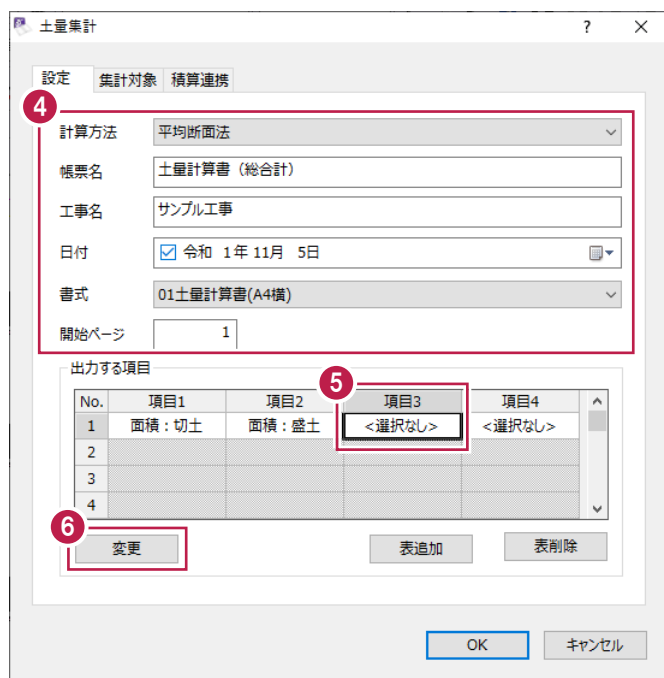 土量集計 ? ×
設定 集計対象 積算連携
4
計算方法 平均断面法
帳票名 土量計算書（総合計）
工事名 サンプル工事
日付 令和 1年 11月 5日
書式 01土量計算書(A4横)
開始ページ 1
出力する項目
5
No. 項目1 項目2 項目3 項目4
1 面積：切土 面積：盛土 <選択なし> <選択なし>
2
3
4
6
変更 表追加 表削除
OK キャンセル